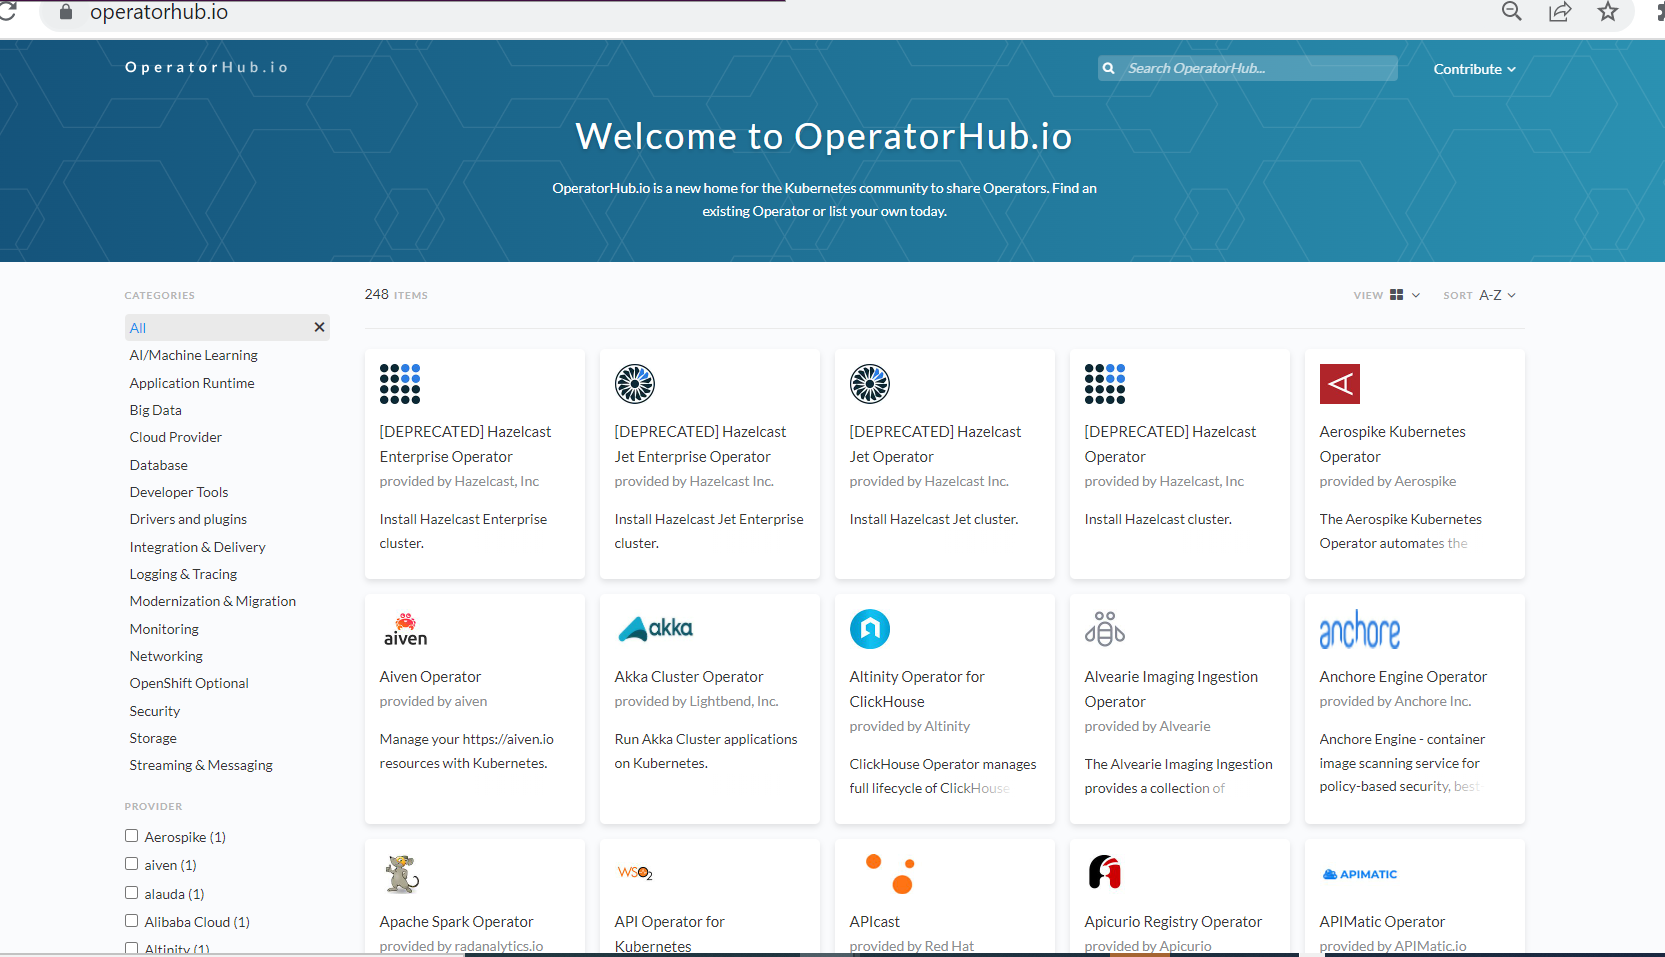 operatorhub.io
OperatorHub.io
Search OperatorHub...
Contribute
Welcome to OperatorHub.io
OperatorHub.io is a new home for the Kubernetes community to share Operators. Find an
existing Operator or list your own today.
CATEGORIES
All
AI/Machine Learning
Application Runtime
Big Data
Cloud Provider
Database
Developer Tools
Drivers and plugins
Integration & Delivery
Logging & Tracing
Modernization & Migration
Monitoring
Networking
OpenShift Optional
Security
Storage
Streaming & Messaging
PROVIDER
Aerospike (1)
aiven (1)
alauda (1)
Alibaba Cloud (1)
Altinity (1)
248 ITEMS
VIEW
SORT A-Z
[DEPRECATED] Hazelcast
Enterprise Operator
provided by Hazelcast, Inc
Install Hazelcast Enterprise
cluster.
[DEPRECATED] Hazelcast
Jet Enterprise Operator
provided by Hazelcast Inc.
Install Hazelcast Jet Enterprise
cluster.
[DEPRECATED] Hazelcast
Jet Operator
provided by Hazelcast Inc.
Install Hazelcast Jet cluster.
[DEPRECATED] Hazelcast
Operator
provided by Hazelcast, Inc
Install Hazelcast cluster.
Aerospike Kubernetes
Operator
provided by Aerospike
The Aerospike Kubernetes
Operator automates the
aiven
Aiven Operator
provided by aiven
Manage your https://aiven.io
resources with Kubernetes.
akka
Akka Cluster Operator
provided by Lightbend, Inc.
Run Akka Cluster applications
on Kubernetes.
Altinity Operator for
ClickHouse
provided by Altinity
ClickHouse Operator manages
full lifecycle of ClickHouse
Alvearie Imaging Ingestion
Operator
provided by Alvearie
The Alvearie Imaging Ingestion
provides a collection of
anchore
Anchore Engine Operator
provided by Anchore Inc.
Anchore Engine - container
image scanning service for
policy-based security, best
Apache Spark Operator
provided by radanalytics.io
WSO2
API Operator for
Kubernetes
APIcast
provided by Red Hat
Apicurio Registry Operator
provided by Apicurio
APIMATIC
APIMatic Operator
provided by APIMatic.io